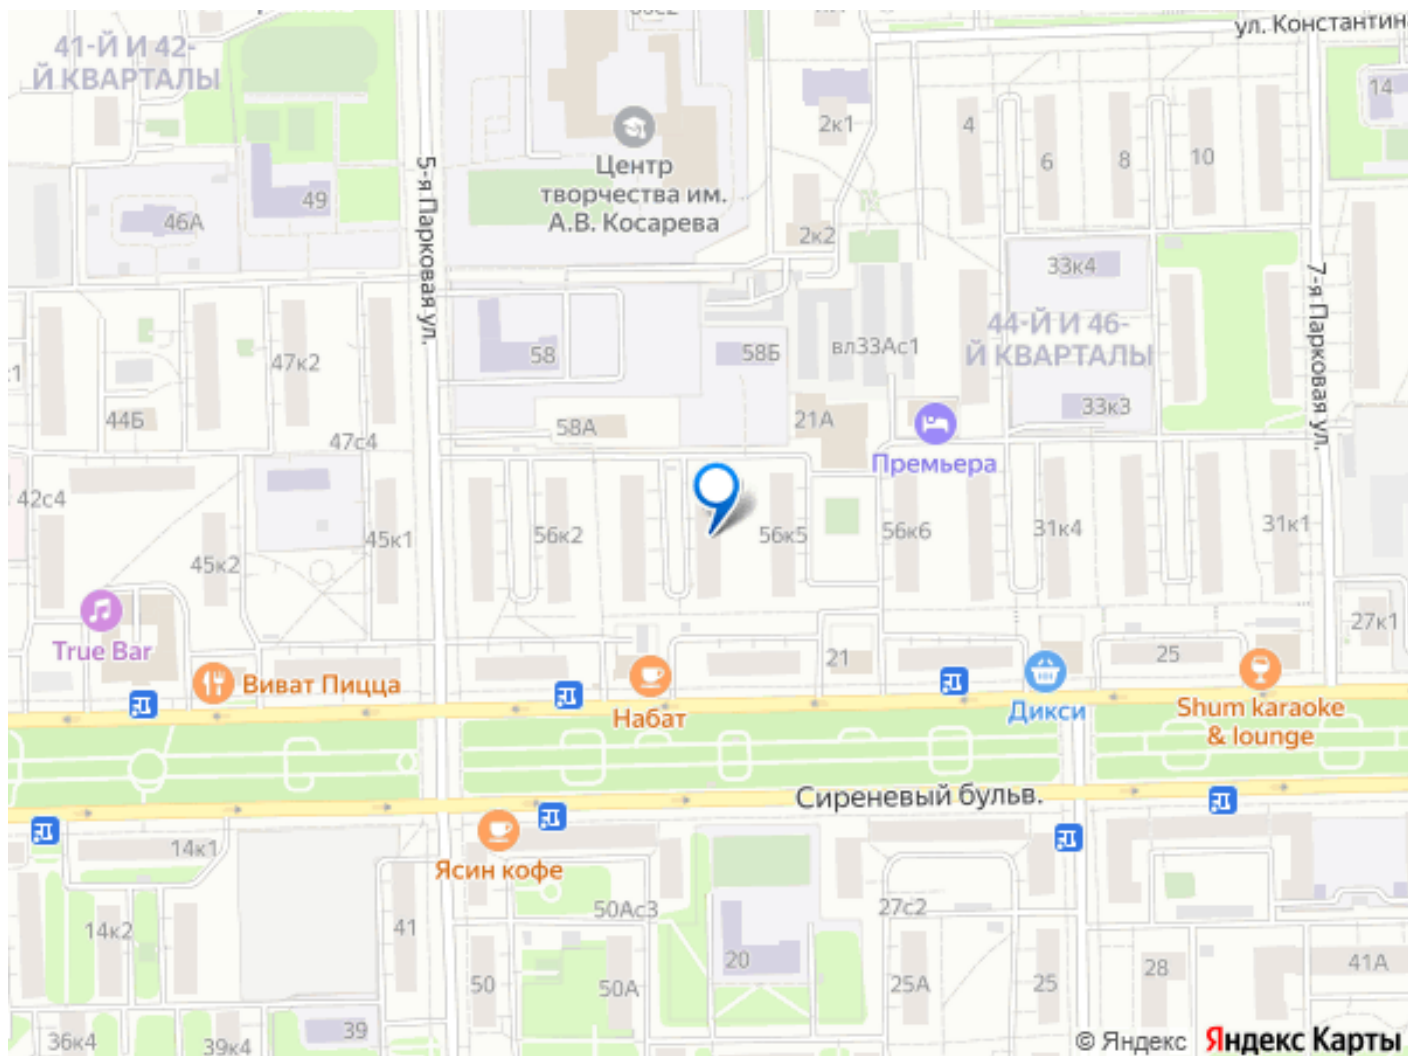 ул. Константина
41-Й И 42-
Й КВАРТАЛЫ
14
2к1
4
6
8
10
Центр
творчества им.
А.В. Косарева
5-я Парковая ул.
49
46А
2к2
33к4
7-я Парковая ул.
44-Й И 46-
Й КВАРТАЛЫ
вл33Ас1
58
58Б
47к2
33к3
44Б
58А
21А
47с4
Премьера
42с4
56к2
56к5
56к6
31к4
31к1
45к1
45к2
27к1
True Bar
21
25
Виват Пицца
Набат
Дикси
Shum karaoke
& lounge
Сиреневый бульв.
14к1
Ясин кофе
50Ас3
27с2
14к2
41
20
50
50А
25А
25
28
41А
39
36к4
39к4
© Яндекс
Яндекс Карты